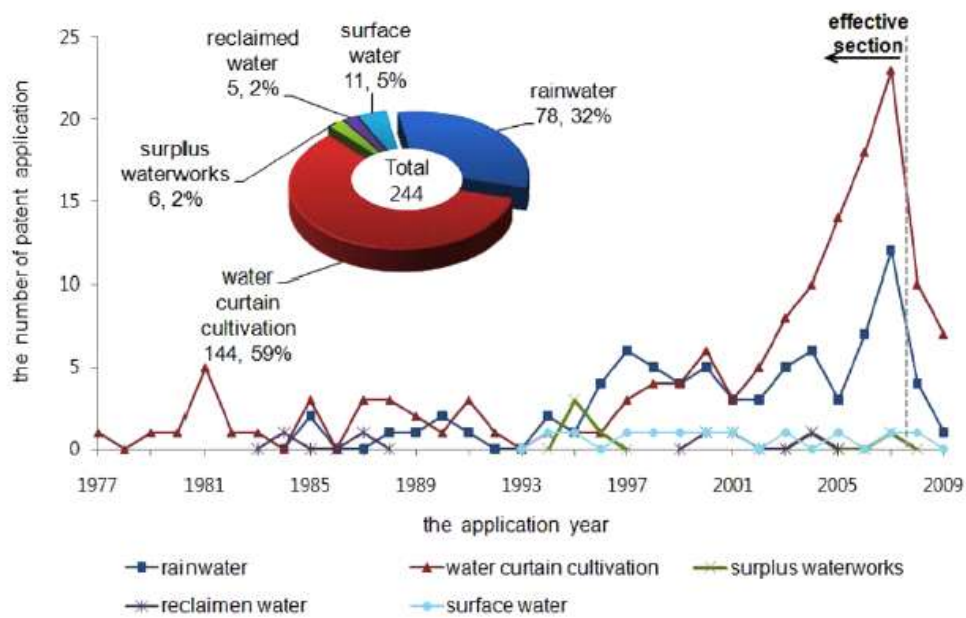 effective
section
reclaimed
water
5, 2%
surface
water
11, 5%
rainwater
78, 32%
surplus
waterworks
6, 2%
Total
244
water
curtain
cultivation
144, 59%
the number of patent application
25
20
15
10
5
0
1977 1981 1985 1989 1993 1997 2001 2005 2009
the application year
rainwater water curtain cultivation surplus waterworks
reclaimen water surface water